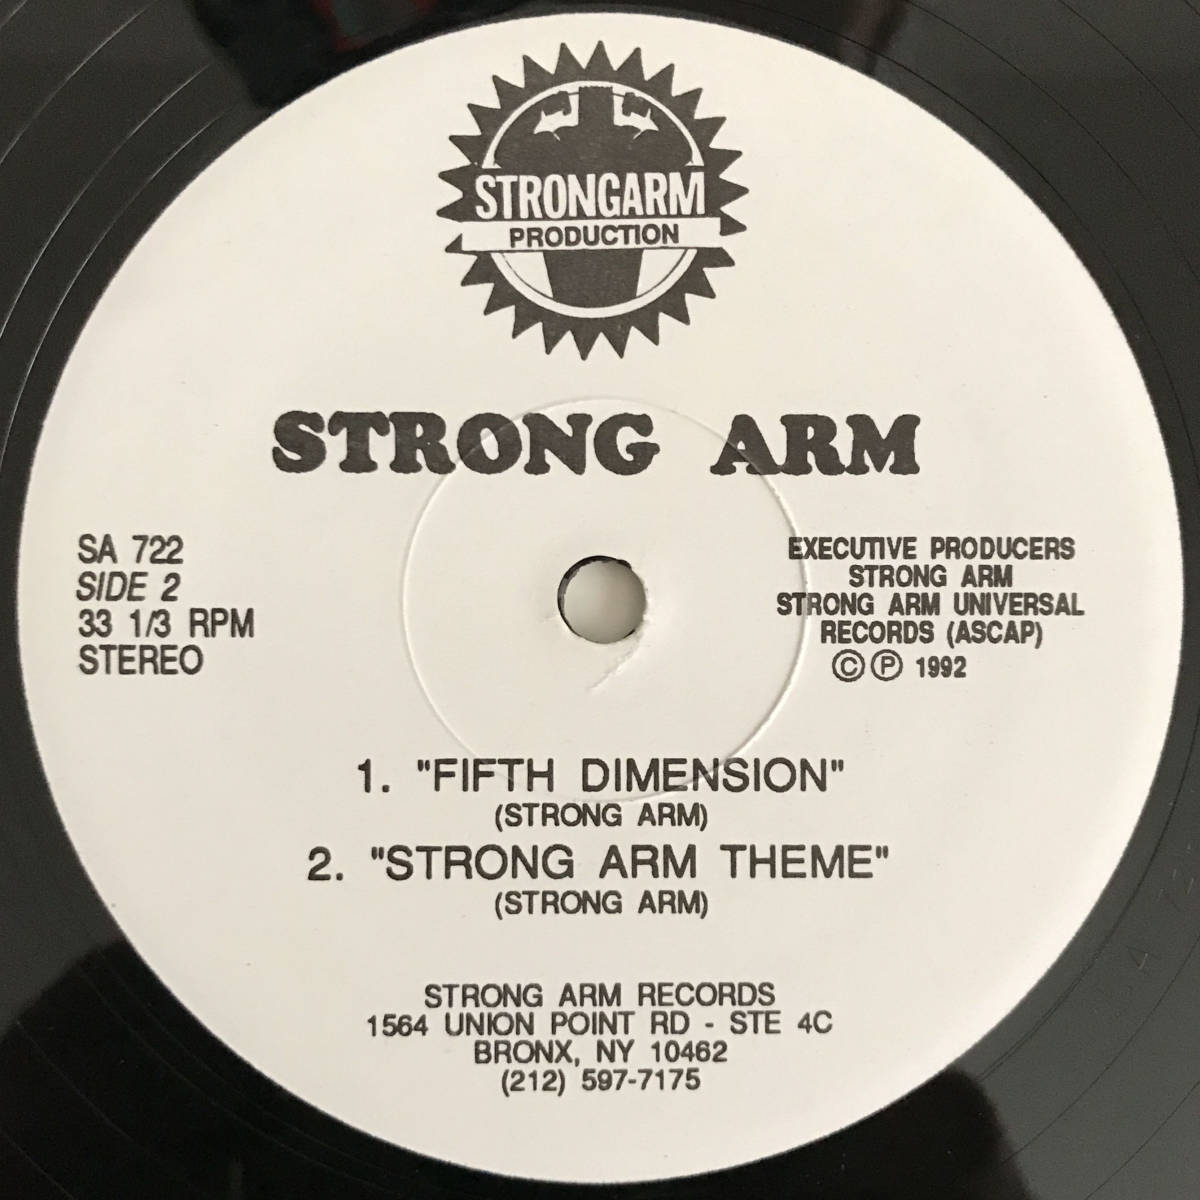 STRONGARM
PRODUCTION
STRONG ARM
SA 722
SIDE 2
33 1/3 RPM
STEREO
EXECUTIVE PRODUCERS
STRONG ARM
STRONG ARM UNIVERSAL
RECORDS (ASCAP)
© ℗ 1992
1. "FIFTH DIMENSION"
(STRONG ARM)
2. "STRONG ARM THEME"
(STRONG ARM)
STRONG ARM RECORDS
1564 UNION POINT RD - STE 4C
BRONX, NY 10462
(212) 597-7175